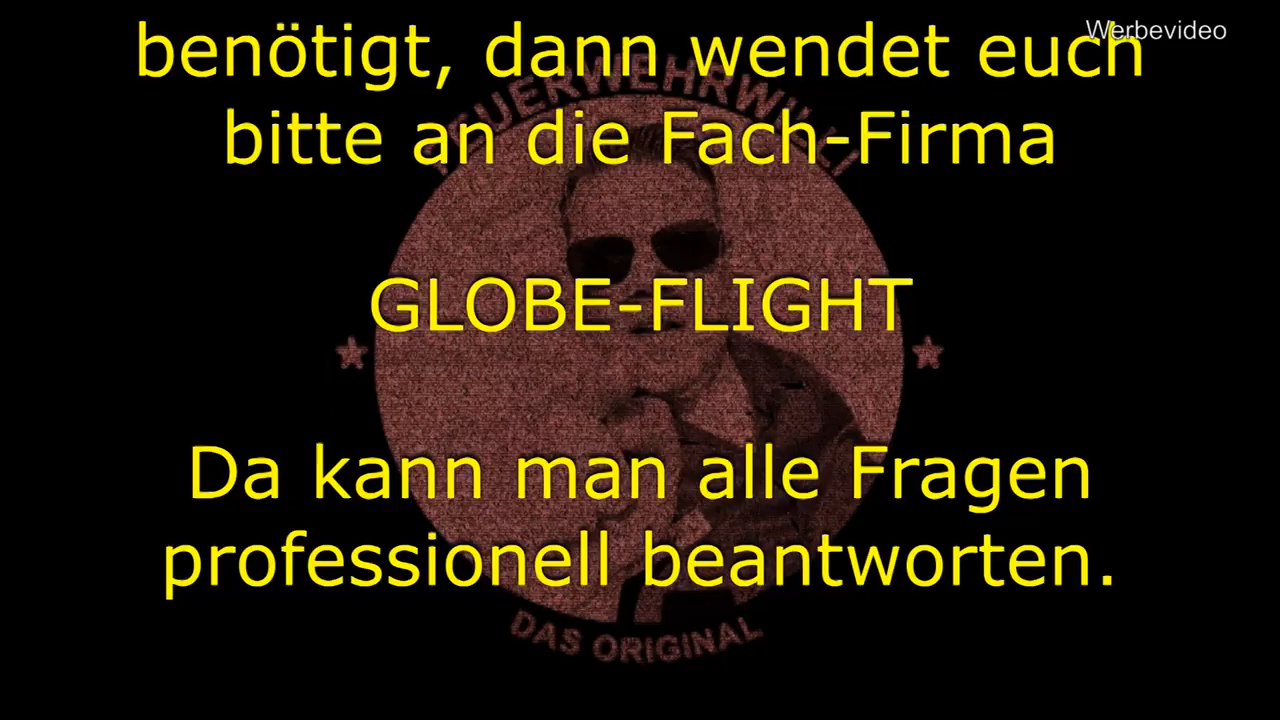 Werbevideo
benötigt, dann wendet euch
bitte an die Fach-Firma
FEUERWEHRWILLI
GLOBE-FLIGHT
Da kann man alle Fragen
professionell beantworten.
DAS ORIGINAL